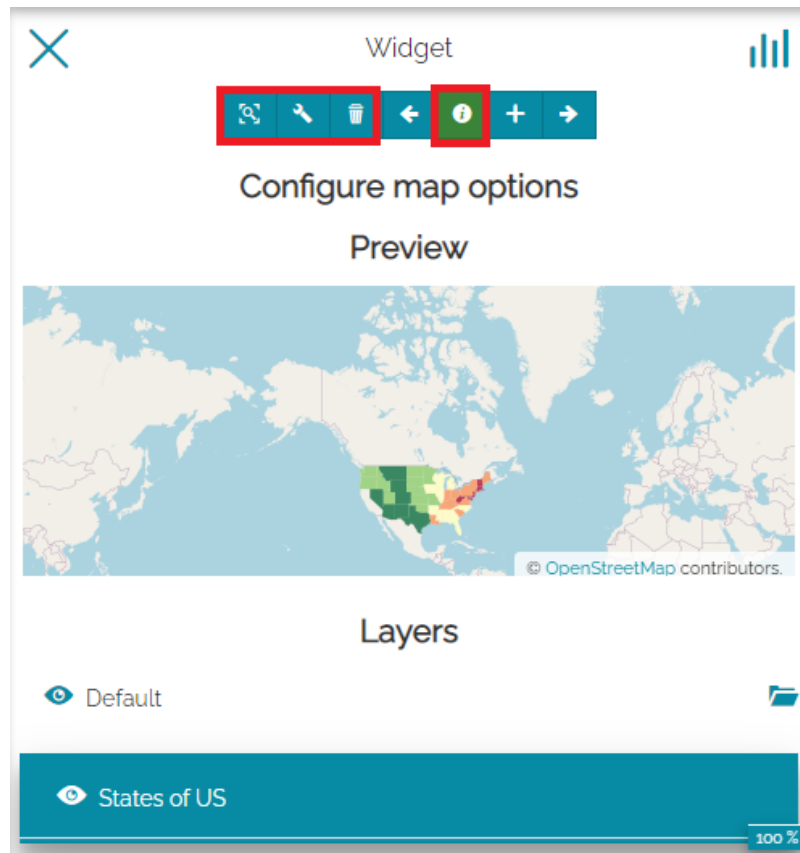 Widget
Configure map options
Preview
© OpenStreetMap contributors.
Layers
Default
States of US
100 %